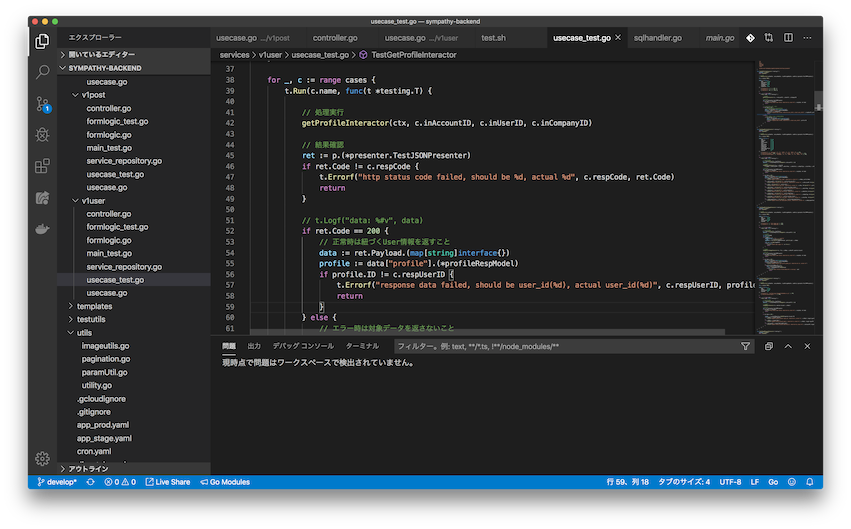 usecase_test.go — sympathy-backend
エクスプローラー
usecase.go .../v1post
controller.go
usecase.go .../v1user
test.sh
usecase_test.go
sqlhandler.go
main.go
開いているエディター
services > v1user > usecase_test.go > TestGetProfileInteractor
SYMPATHY-BACKEND
usecase.go
v1post
controller.go
formlogic_test.go
formlogic.go
main_test.go
service_repository.go
usecase_test.go
usecase.go
v1user
controller.go
formlogic_test.go
formlogic.go
main_test.go
service_repository.go
usecase_test.go
usecase.go
templates
testutils
utils
imageutils.go
pagination.go
paramUtil.go
utility.go
.gcloudignore
.gitignore
app_prod.yaml
app_stage.yaml
cron.yaml
アウトライン
37
38 for _, c := range cases {
39 t.Run(c.name, func(t *testing.T) {
40
41 // 処理実行
42 getProfileInteractor(ctx, c.inAccountID, c.inUserID, c.inCompanyID)
43
44 // 結果確認
45 ret := p.(*presenter.TestJSONPresenter)
46 if ret.Code != c.respCode {
47 t.Errorf("http status code failed, should be %d, actual %d", c.respCode, ret.Code)
48 return
49 }
50
51 // t.Logf("data: %#v", data)
52 if ret.Code == 200 {
53 // 正常時は紐づくUser情報を返すこと
54 data := ret.Payload.(map[string]interface{})
55 profile := data["profile"].(*profileRespModel)
56 if profile.ID != c.respUserID {
57 t.Errorf("response data failed, should be user_id(%d), actual user_id(%d)", c.respUserID, profile
58 return
59 }
60 } else {
61 // エラー時は対象データを返さないこと
問題
出力
デバッグ コンソール
ターミナル
フィルター。例: text, **/*.ts, !**/node_modules/**
現時点で問題はワークスペースで検出されていません。
1
develop*
0 0
Live Share
Go Modules
行 59、列 18
タブのサイズ: 4
UTF-8
LF
Go